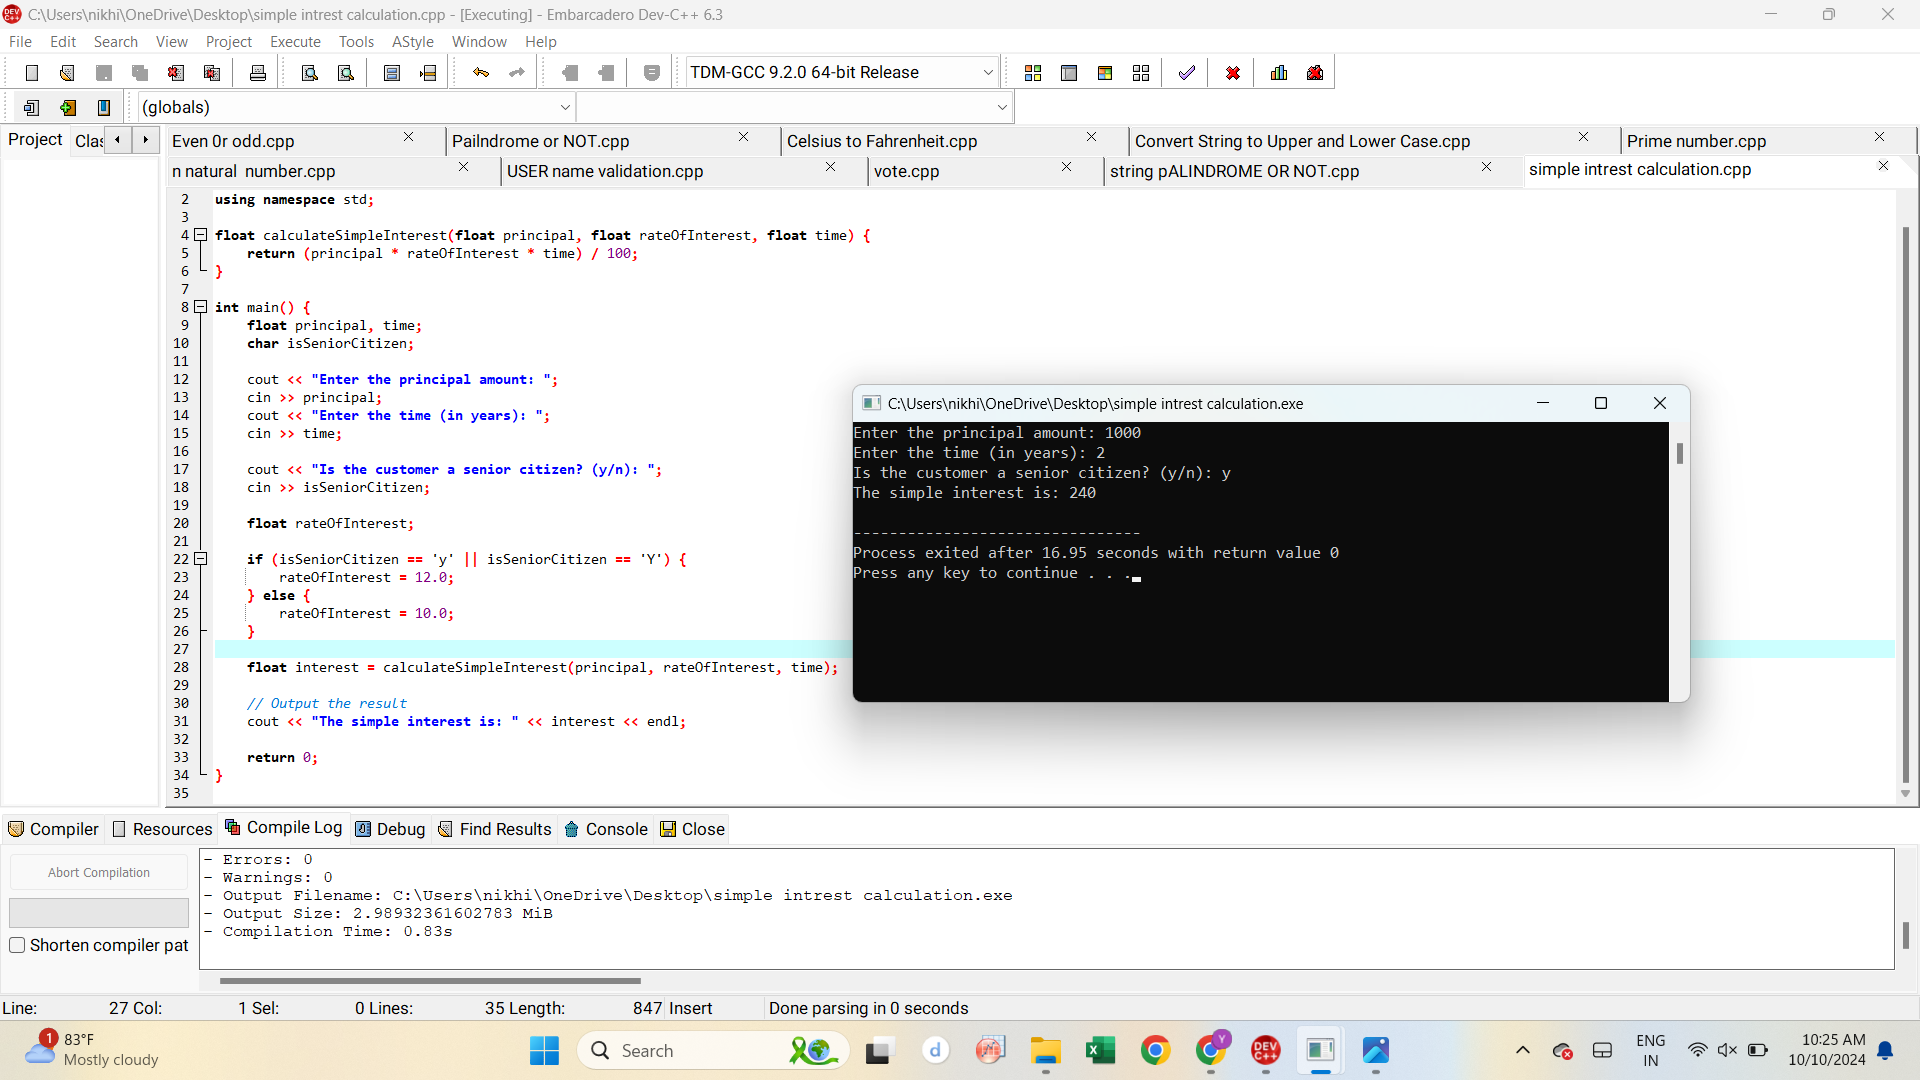 C:\Users\nikhi\OneDrive\Desktop\simple intrest calculation.cpp - [Executing] - Embarcadero Dev-C++ 6.3
File Edit Search View Project Execute Tools AStyle Window Help
TDM-GCC 9.2.0 64-bit Release
(globals)
Project Clas
Even 0r odd.cpp Pailndrome or NOT.cpp Celsius to Fahrenheit.cpp Convert String to Upper and Lower Case.cpp Prime number.cpp
n natural number.cpp USER name validation.cpp vote.cpp string pALINDROME OR NOT.cpp simple intrest calculation.cpp
2 using namespace std;
3
4 float calculateSimpleInterest(float principal, float rateOfInterest, float time) {
5 return (principal * rateOfInterest * time) / 100;
6 }
7
8 int main() {
9 float principal, time;
10 char isSeniorCitizen;
11
12 cout << "Enter the principal amount: ";
13 cin >> principal;
14 cout << "Enter the time (in years): ";
15 cin >> time;
16
17 cout << "Is the customer a senior citizen? (y/n): ";
18 cin >> isSeniorCitizen;
19
20 float rateOfInterest;
21
22 if (isSeniorCitizen == 'y' || isSeniorCitizen == 'Y') {
23 rateOfInterest = 12.0;
24 } else {
25 rateOfInterest = 10.0;
26 }
27
28 float interest = calculateSimpleInterest(principal, rateOfInterest, time);
29
30 // Output the result
31 cout << "The simple interest is: " << interest << endl;
32
33 return 0;
34 }
35
C:\Users\nikhi\OneDrive\Desktop\simple intrest calculation.exe
Enter the principal amount: 1000
Enter the time (in years): 2
Is the customer a senior citizen? (y/n): y
The simple interest is: 240
--------------------------------
Process exited after 16.95 seconds with return value 0
Press any key to continue . . .
Compiler Resources Compile Log Debug Find Results Console Close
Abort Compilation
Shorten compiler pat
- Errors: 0
- Warnings: 0
- Output Filename: C:\Users\nikhi\OneDrive\Desktop\simple intrest calculation.exe
- Output Size: 2.98932361602783 MiB
- Compilation Time: 0.83s
Line: 27 Col: 1 Sel: 0 Lines: 35 Length: 847 Insert Done parsing in 0 seconds
1
83°F
Mostly cloudy
Search
d
Y
DEV
C++
ENG
IN
10:25 AM
10/10/2024